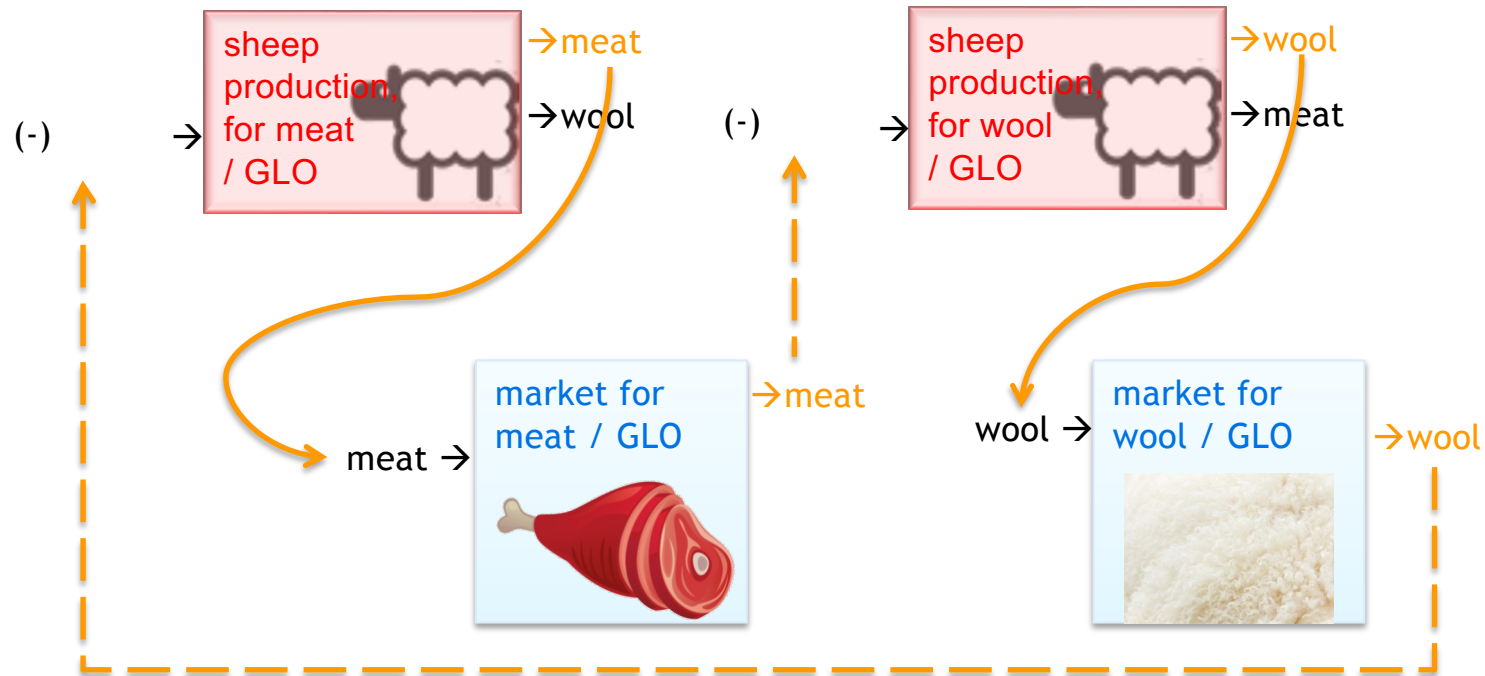 sheep
production,
for meat
/ GLO
→meat
→wool
(-) →
sheep
production,
for wool
/ GLO
→wool
→meat
(-) →
meat →
market for
meat / GLO
→meat
wool →
market for
wool / GLO
→wool